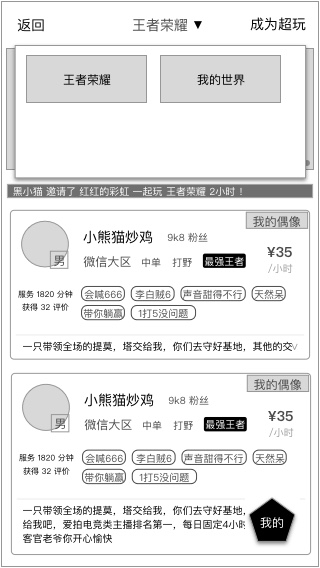 返回 王者荣耀 ▼ 成为超玩
王者荣耀 我的世界
黑小猫 邀请了 红红的彩虹 一起玩 王者荣耀 2小时！
我的偶像
小熊猫炒鸡 9k8 粉丝
¥35
男 微信大区 中单 打野 最强王者
/小时
服务 1820 分钟 会喊666 李白贼6 声音甜得不行 天然呆
获得 32 评价 带你躺赢 1打5没问题
一只带领全场的提莫，塔交给我，你们去守好基地，其他的交
我的偶像
小熊猫炒鸡 9k8 粉丝
¥35
男 微信大区 中单 打野 最强王者
/小时
服务 1820 分钟 会喊666 李白贼6 声音甜得不行 天然呆
获得 32 评价 带你躺赢 1打5没问题
一只带领全场的提莫，塔交给我，你们去守好基地，
给我吧，爱拍电竞类主播排名第一，每日固定4小时
客官老爷你开心愉快
我的